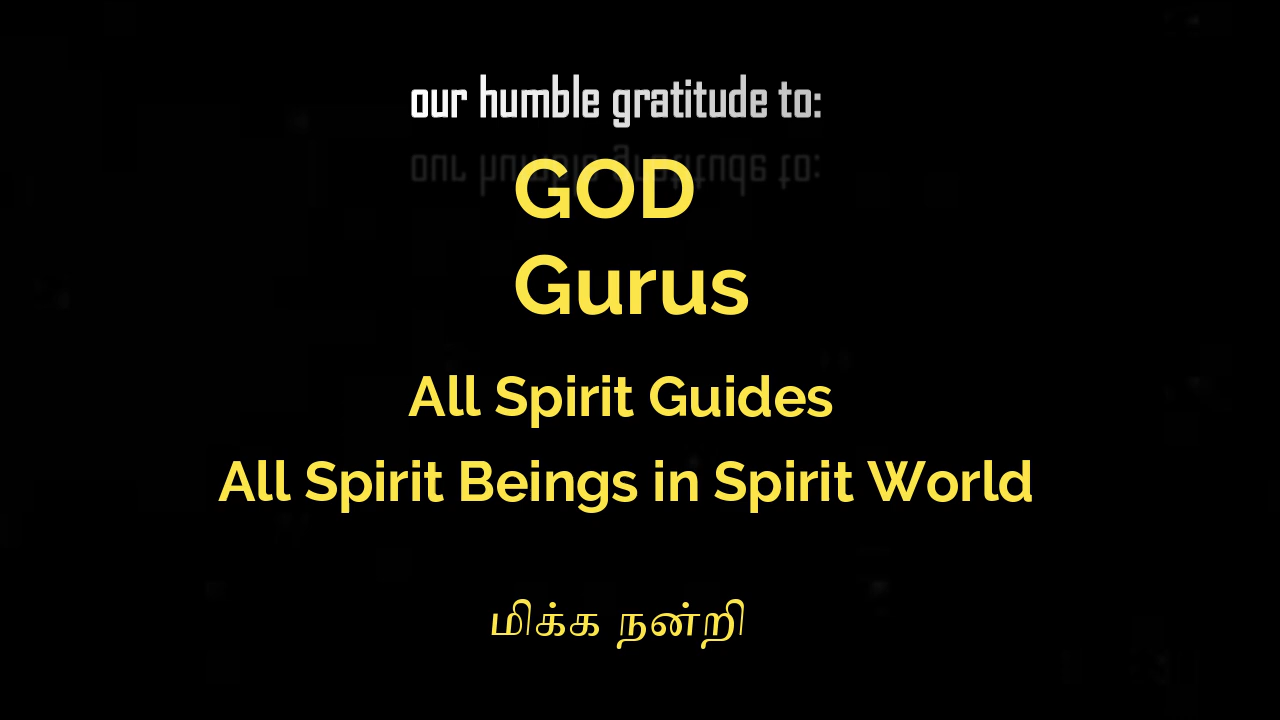 our humble gratitude to:
GOD
Gurus
All Spirit Guides
All Spirit Beings in Spirit World
மிக்க நன்றி